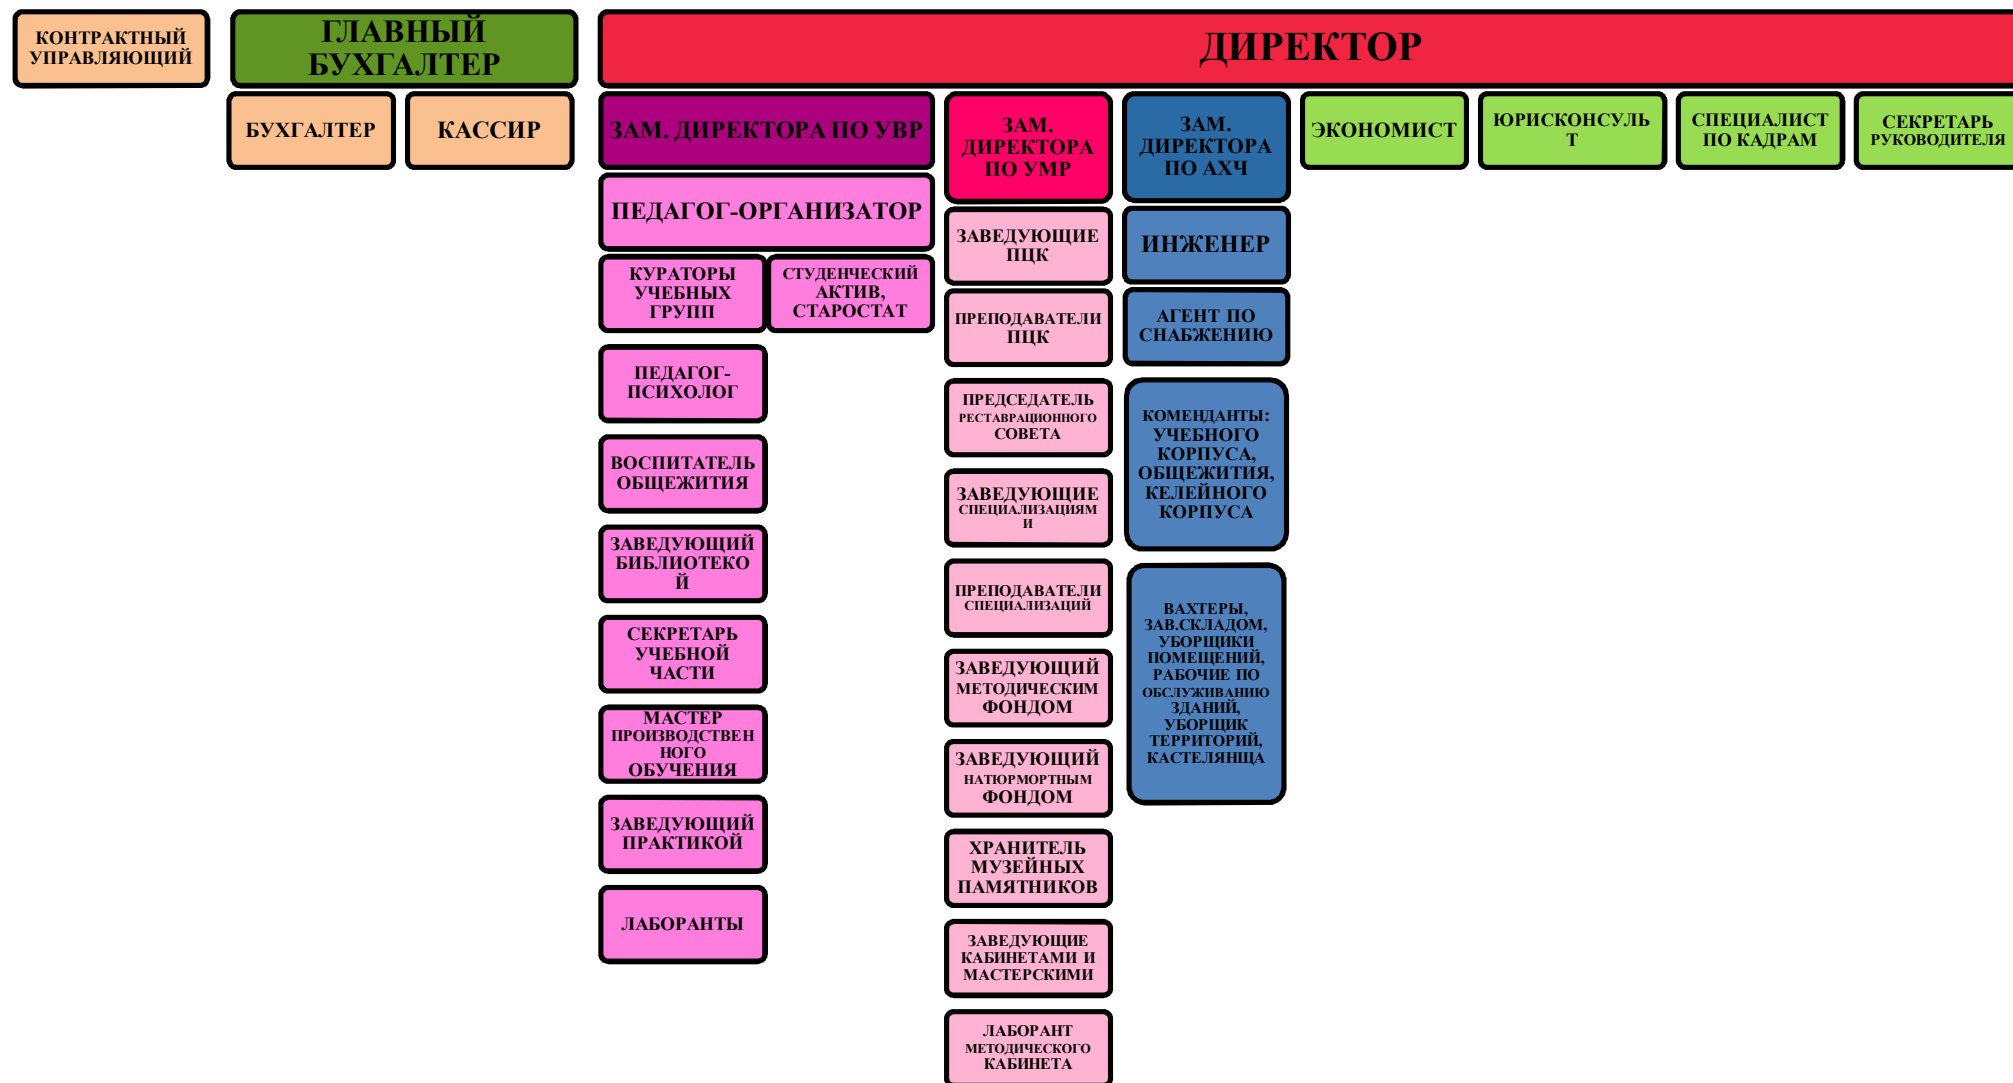 КОНТРАКТНЫЙ
УПРАВЛЯЮЩИЙ
ГЛАВНЫЙ
БУХГАЛТЕР
ДИРЕКТОР
БУХГАЛТЕР
КАССИР
ЗАМ. ДИРЕКТОРА ПО УВР
ЗАМ.
ДИРЕКТОРА
ПО УМР
ЗАМ.
ДИРЕКТОРА
ПО АХЧ
ЭКОНОМИСТ
ЮРИСКОНСУЛЬ
Т
СПЕЦИАЛИСТ
ПО КАДРАМ
СЕКРЕТАРЬ
РУКОВОДИТЕЛЯ
ПЕДАГОГ-ОРГАНИЗАТОР
КУРАТОРЫ
УЧЕБНЫХ
ГРУПП
СТУДЕНЧЕСКИЙ
АКТИВ,
СТАРОСТАТ
ПЕДАГОГ-
ПСИХОЛОГ
ВОСПИТАТЕЛЬ
ОБЩЕЖИТИЯ
ЗАВЕДУЮЩИЙ
БИБЛИОТЕКО
Й
СЕКРЕТАРЬ
УЧЕБНОЙ
ЧАСТИ
МАСТЕР
ПРОИЗВОДСТВЕН
НОГО
ОБУЧЕНИЯ
ЗАВЕДУЮЩИЙ
ПРАКТИКОЙ
ЛАБОРАНТЫ
ЗАВЕДУЮЩИЕ
ПЦК
ПРЕПОДАВАТЕЛИ
ПЦК
ПРЕДСЕДАТЕЛЬ
РЕСТАВРАЦИОННОГО
СОВЕТА
ЗАВЕДУЮЩИЕ
СПЕЦИАЛИЗАЦИЯМ
И
ПРЕПОДАВАТЕЛИ
СПЕЦИАЛИЗАЦИЙ
ЗАВЕДУЮЩИЙ
МЕТОДИЧЕСКИМ
ФОНДОМ
ЗАВЕДУЮЩИЙ
НАТЮРМОРТНЫМ
ФОНДОМ
ХРАНИТЕЛЬ
МУЗЕЙНЫХ
ПАМЯТНИКОВ
ЗАВЕДУЮЩИЕ
КАБИНЕТАМИ И
МАСТЕРСКИМИ
ЛАБОРАНТ
МЕТОДИЧЕСКОГО
КАБИНЕТА
ИНЖЕНЕР
АГЕНТ ПО
СНАБЖЕНИЮ
КОМЕНДАНТЫ:
УЧЕБНОГО
КОРПУСА,
ОБЩЕЖИТИЯ,
КЕЛЕЙНОГО
КОРПУСА
ВАХТЕРЫ,
ЗАВ.СКЛАДОМ,
УБОРЩИКИ
ПОМЕЩЕНИЙ,
РАБОЧИЕ ПО
ОБСЛУЖИВАНИЮ
ЗДАНИЙ,
УБОРЩИК
ТЕРРИТОРИЙ,
КАСТЕЛЯНЩА